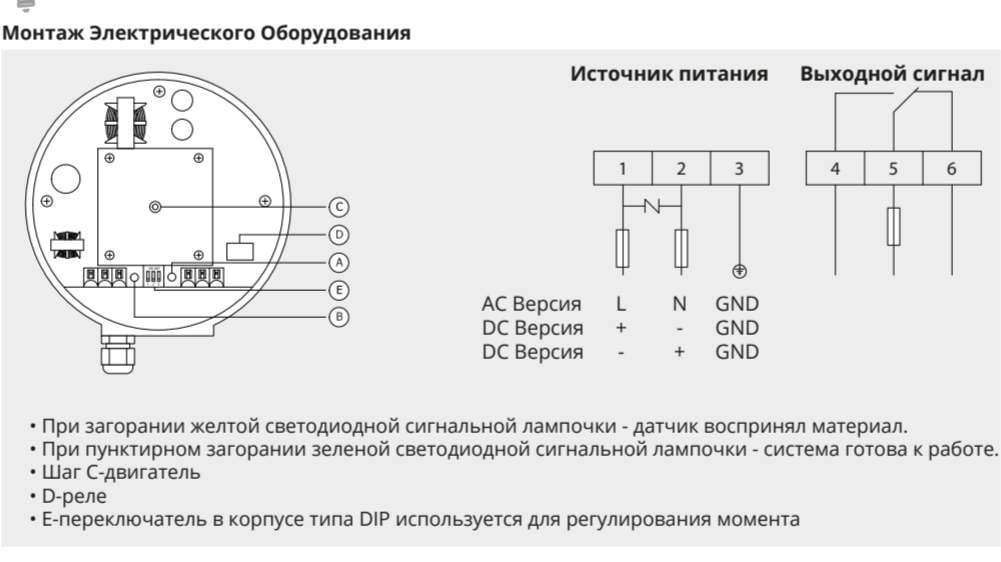 Монтаж Электрического Оборудования
Источник питания
Выходной сигнал
1 2 3
4 5 6
C
D
A
E
B
АС Версия L N GND
DC Версия + - GND
DC Версия - + GND
• При загорании желтой светодиодной сигнальной лампочки - датчик воспринял материал.
• При пунктирном загорании зеленой светодиодной сигнальной лампочки - система готова к работе.
• Шаг С-двигатель
• D-реле
• Е-переключатель в корпусе типа DIP используется для регулирования момента